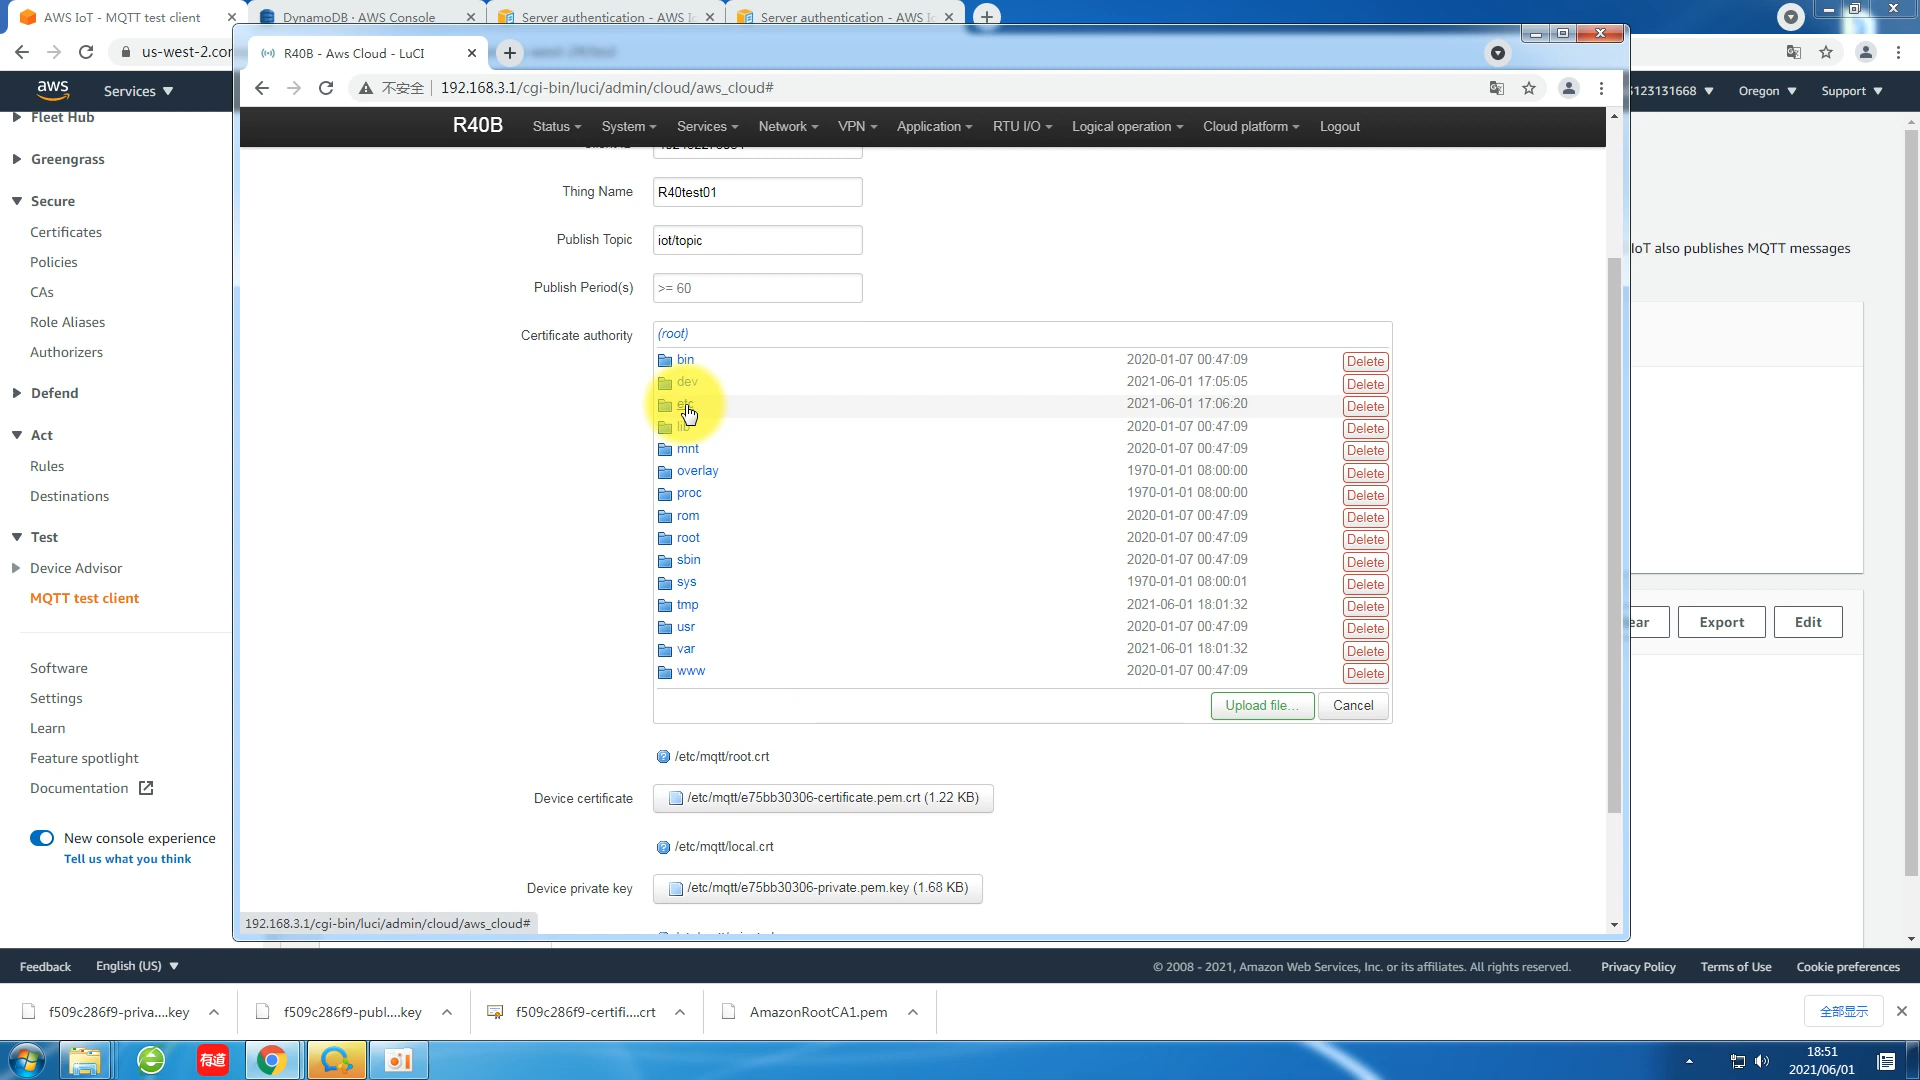 AWS IoT - MQTT test client
DynamoDB · AWS Console
Server authentication - AWS Ic
Server authentication - AWS Ic
us-west-2.cor
R40B - Aws Cloud - LuCI
不安全
192.168.3.1/cgi-bin/luci/admin/cloud/aws_cloud#
aws
Services
3123131668
Oregon
Support
R40B
Status
System
Services
Network
VPN
Application
RTU I/O
Logical operation
Cloud platform
Logout
Fleet Hub
Greengrass
Secure
Certificates
Policies
CAs
Role Aliases
Authorizers
Defend
Act
Rules
Destinations
Test
Device Advisor
MQTT test client
Software
Settings
Learn
Feature spotlight
Documentation
New console experience
Tell us what you think
Thing Name
R40test01
Publish Topic
iot/topic
Publish Period(s)
>= 60
Certificate authority
(root)
bin 2020-01-07 00:47:09 Delete
dev 2021-06-01 17:05:05 Delete
etc 2021-06-01 17:06:20 Delete
lib 2020-01-07 00:47:09 Delete
mnt 2020-01-07 00:47:09 Delete
overlay 1970-01-01 08:00:00 Delete
proc 1970-01-01 08:00:00 Delete
rom 2020-01-07 00:47:09 Delete
root 2020-01-07 00:47:09 Delete
sbin 2020-01-07 00:47:09 Delete
sys 1970-01-01 08:00:01 Delete
tmp 2021-06-01 18:01:32 Delete
usr 2020-01-07 00:47:09 Delete
var 2021-06-01 18:01:32 Delete
www 2020-01-07 00:47:09 Delete
Upload file...
Cancel
/etc/mqtt/root.crt
Device certificate
/etc/mqtt/e75bb30306-certificate.pem.crt (1.22 KB)
/etc/mqtt/local.crt
Device private key
/etc/mqtt/e75bb30306-private.pem.key (1.68 KB)
192.168.3.1/cgi-bin/luci/admin/cloud/aws_cloud#
IoT also publishes MQTT messages
ear
Export
Edit
Feedback
English (US)
© 2008 - 2021, Amazon Web Services, Inc. or its affiliates. All rights reserved.
Privacy Policy
Terms of Use
Cookie preferences
f509c286f9-priva....key
f509c286f9-publ....key
f509c286f9-certifi....crt
AmazonRootCA1.pem
全部显示
有道
18:51
2021/06/01